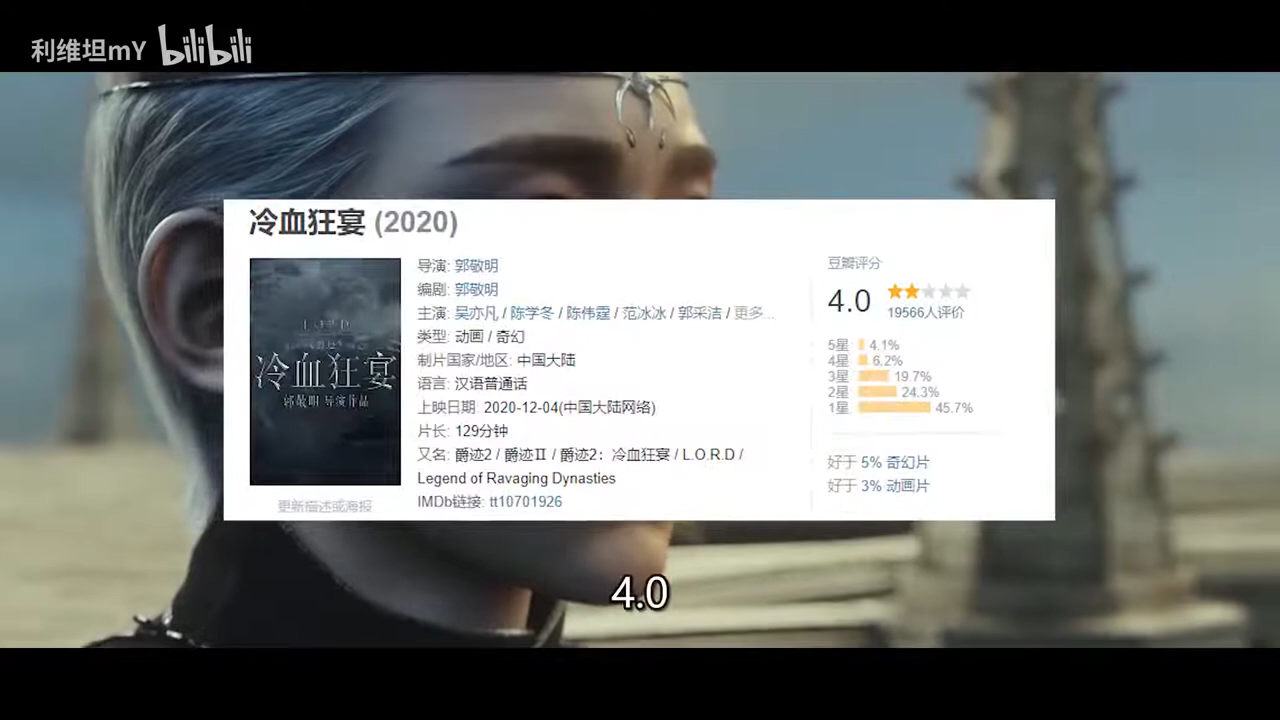 利维坦mY bilibili
冷血狂宴 (2020)
导演: 郭敬明
编剧: 郭敬明
主演: 吴亦凡 / 陈学冬 / 陈伟霆 / 范冰冰 / 郭采洁 / 更多...
类型: 动画 / 奇幻
制片国家/地区: 中国大陆
语言: 汉语普通话
上映日期: 2020-12-04(中国大陆网络)
片长: 129分钟
又名: 爵迹2 / 爵迹Ⅱ / 爵迹2：冷血狂宴 / L.O.R.D /
Legend of Ravaging Dynasties
IMDb链接: tt10701926
L.O.R.D
冷血狂宴
郭敬明 导演作品
更新描述或海报
豆瓣评分
4.0
19566人评价
5星 4.1%
4星 6.2%
3星 19.7%
2星 24.3%
1星 45.7%
好于 5% 奇幻片
好于 3% 动画片
4.0